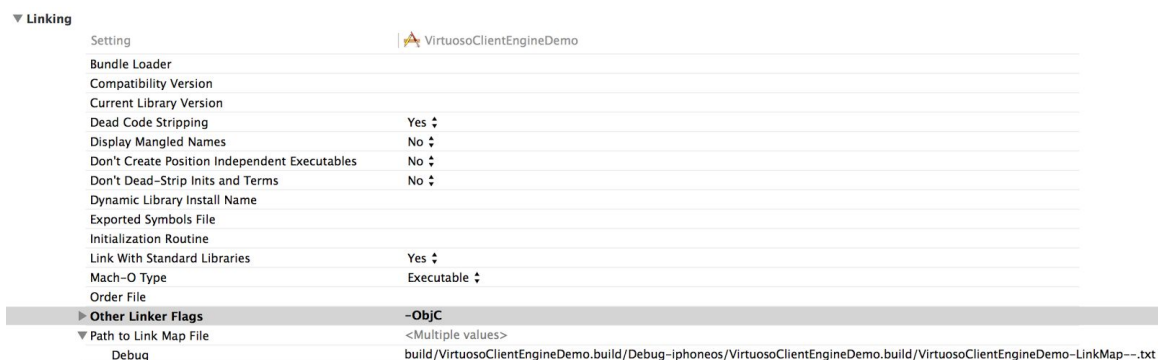 Linking
Setting VirtuosoClientEngineDemo
Bundle Loader
Compatibility Version
Current Library Version
Dead Code Stripping Yes
Display Mangled Names No
Don't Create Position Independent Executables No
Don't Dead-Strip Inits and Terms No
Dynamic Library Install Name
Exported Symbols File
Initialization Routine
Link With Standard Libraries Yes
Mach-O Type Executable
Order File
Other Linker Flags -ObjC
Path to Link Map File <Multiple values>
Debug build/VirtuosoClientEngineDemo.build/Debug-iphoneos/VirtuosoClientEngineDemo.build/VirtuosoClientEngineDemo-LinkMap--.txt